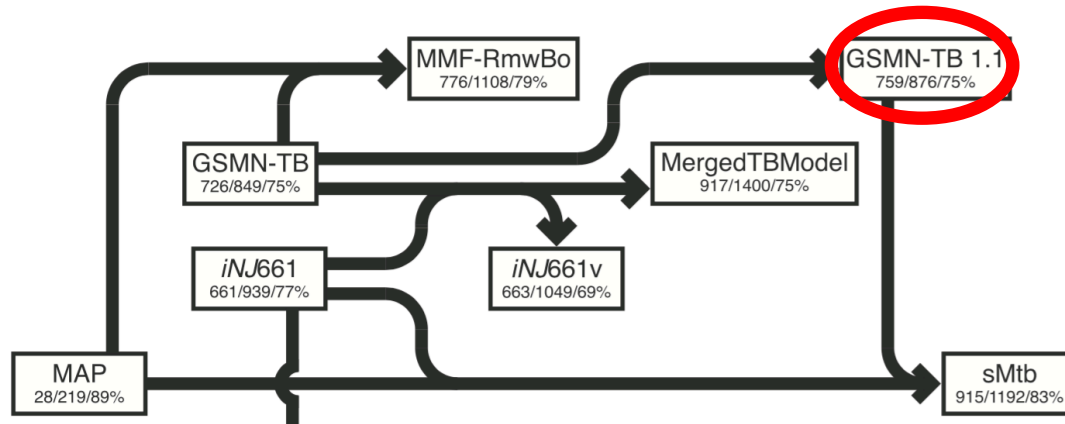 MMF-RmwBo
776/1108/79%
GSMN-TB 1.1
759/876/75%
GSMN-TB
726/849/75%
MergedTBModel
917/1400/75%
iNJ661
661/939/77%
iNJ661v
663/1049/69%
MAP
28/219/89%
sMtb
915/1192/83%